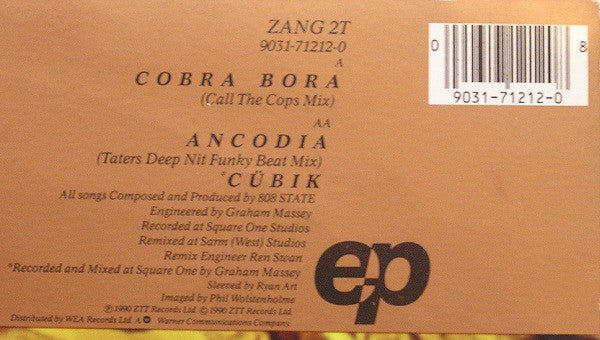 ZANG 2T
9031-71212-0
A
COBRA BORA
(Call The Cops Mix)
AA
ANCODIA
(Taters Deep Nit Funky Beat Mix)
*CÜBIK
All songs Composed and Produced by 808 STATE
Engineered by Graham Massey
Recorded at Square One Studios
Remixed at Sarm (West) Studios
Remix Engineer Ren Swan
*Recorded and Mixed at Square One by Graham Massey
Sleeved by Ryan Art
Imaged by Phil Wolstenholme
℗ 1990 ZTT Records Ltd. © 1990 ZTT Records Ltd.
Distributed by WEA Records Ltd. A Warner Communications Company.
e,p
0 8
9031-71212-0